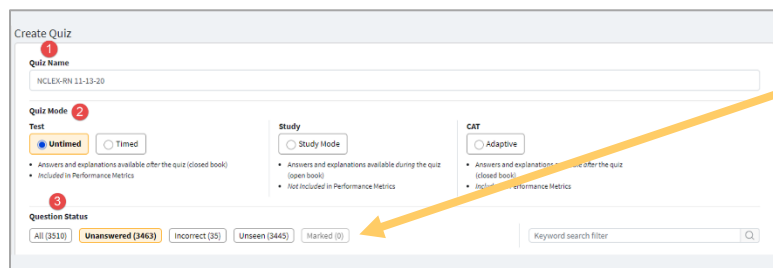 Create Quiz
1
Quiz Name
NCLEX-RN 11-13-20
Quiz Mode 2
Test
Untimed Timed
• Answers and explanations available after the quiz (closed book)
• Included in Performance Metrics
Study
Study Mode
• Answers and explanations available during the quiz
(open book)
• Not Included in Performance Metrics
CAT
Adaptive
• Answers and explanations after the quiz
(closed book)
• Performance Metrics
3
Question Status
All (3510) Unanswered (3463) Incorrect (35) Unseen (3445) Marked (0) Keyword search filter